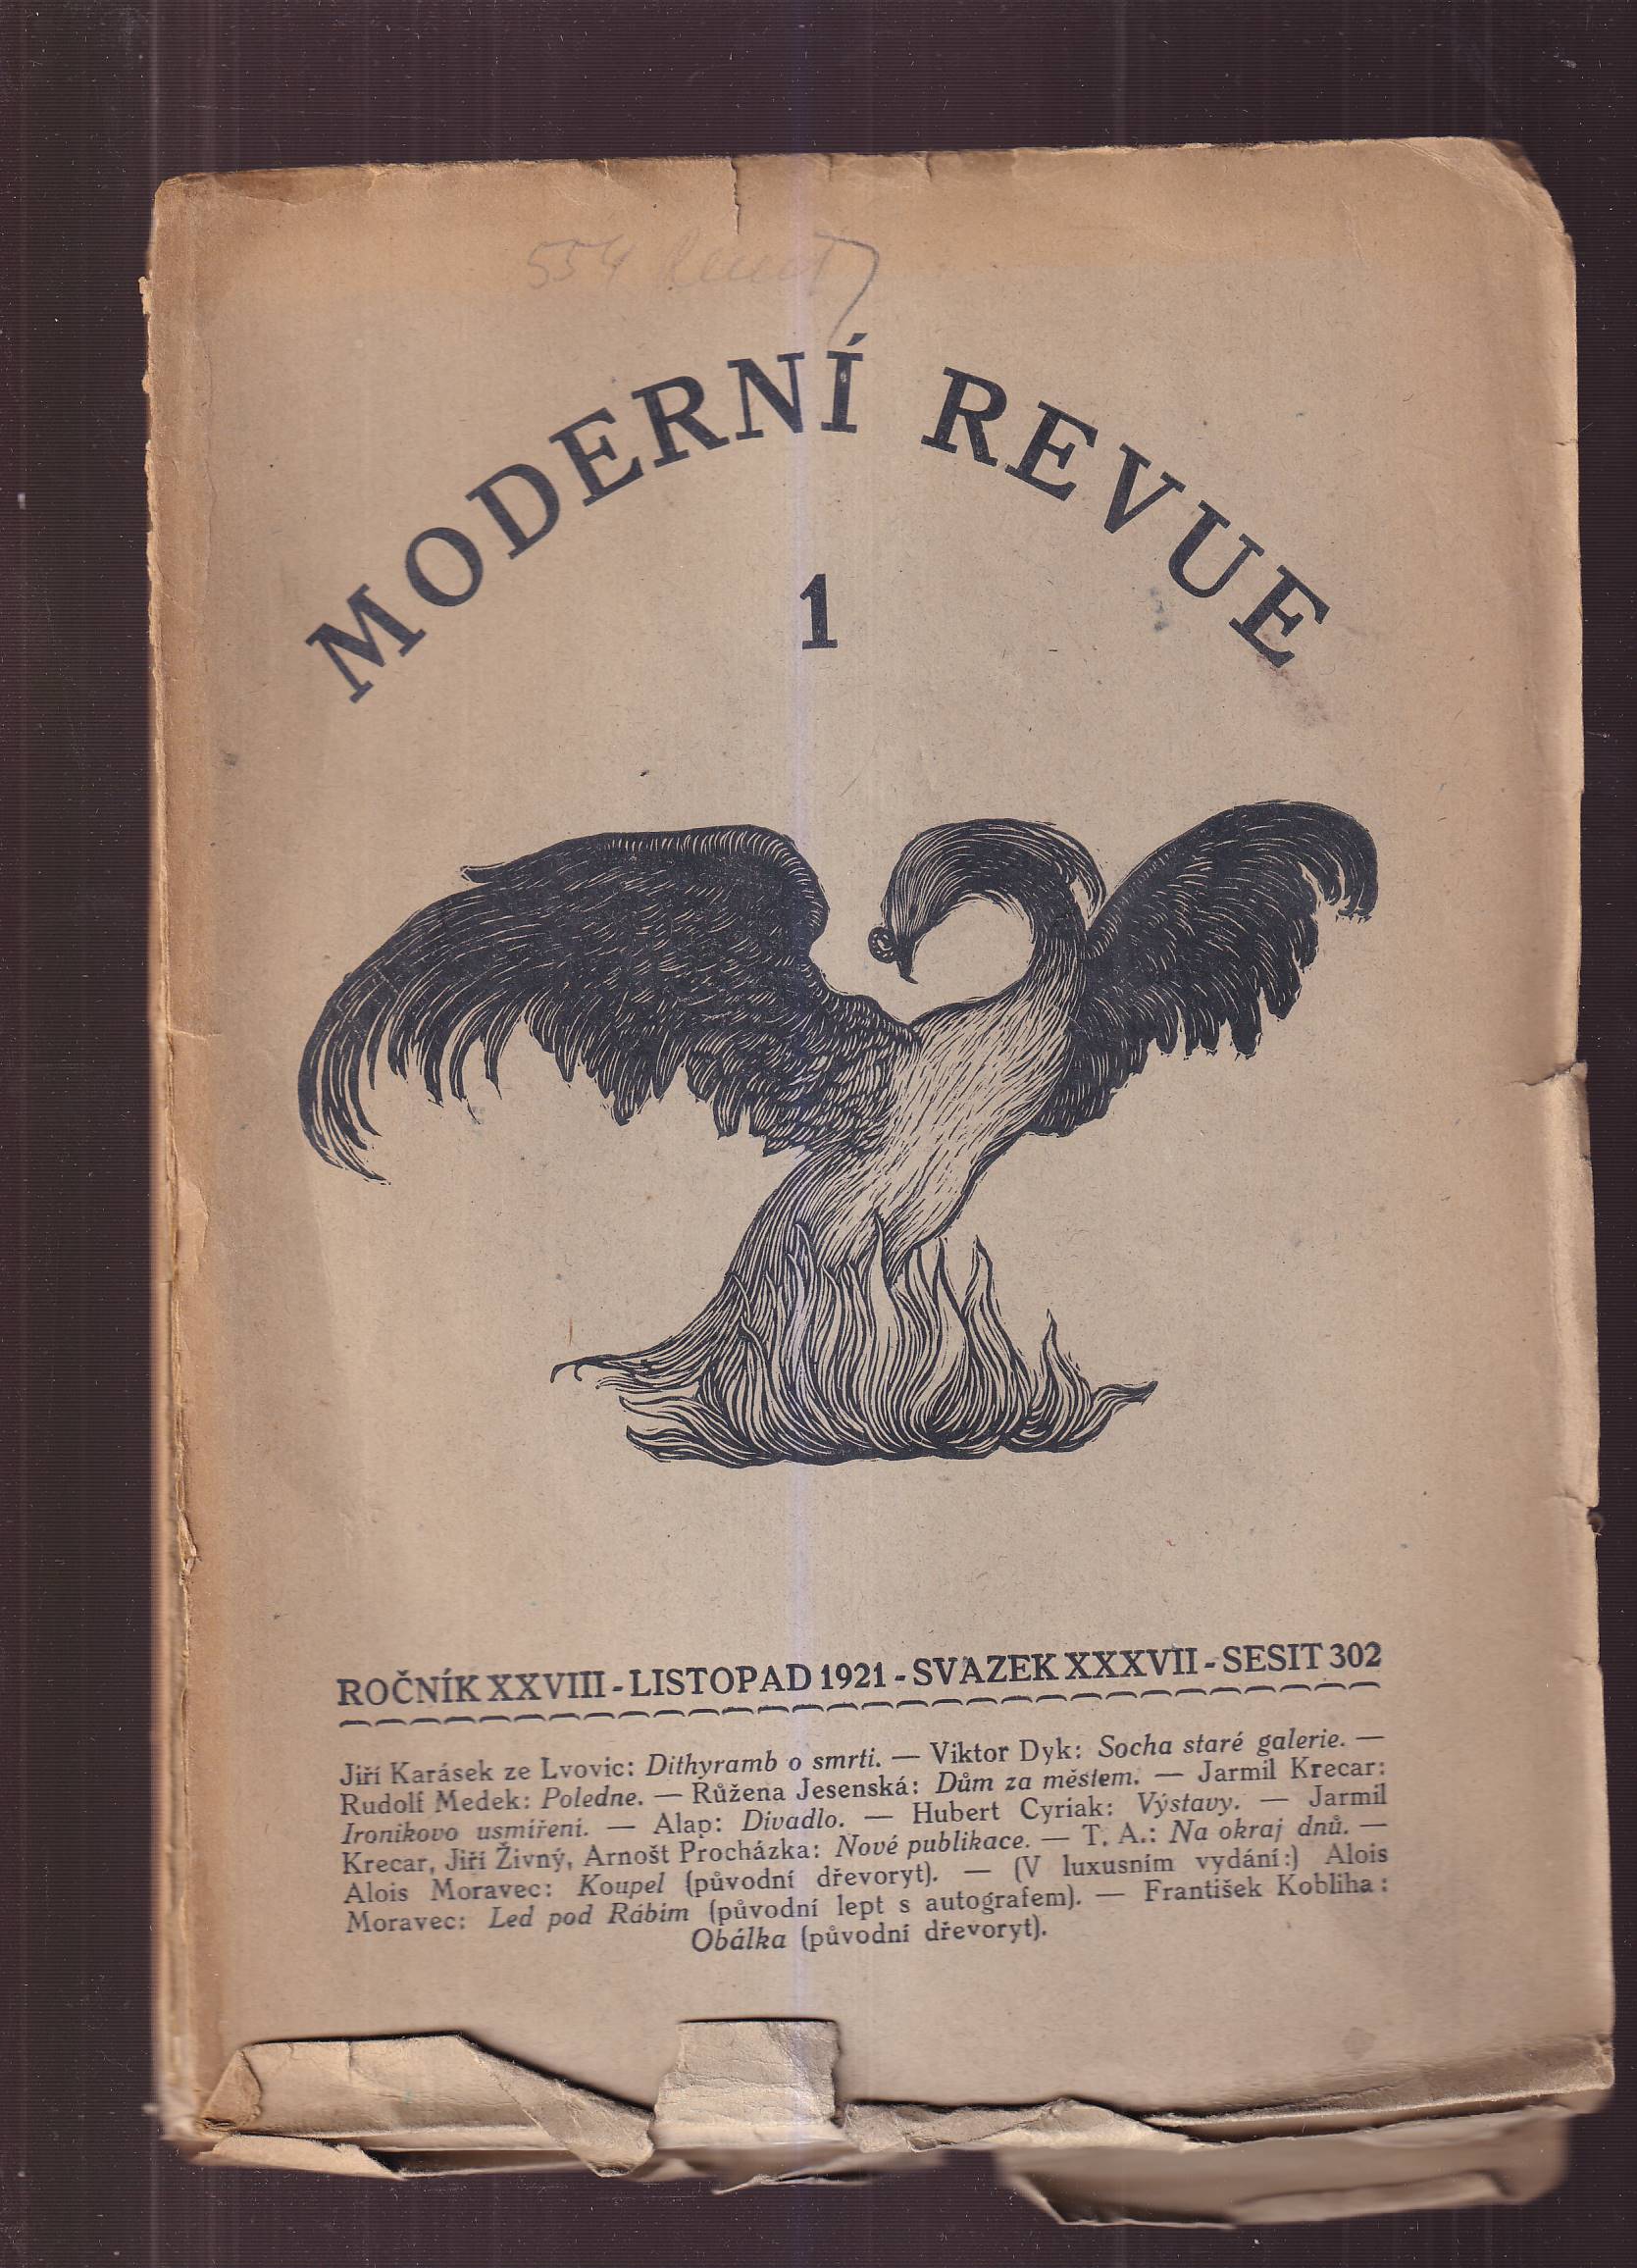 554
MODERNÍ REVUE
1
ROČNÍK XXVIII - LISTOPAD 1921 - SVAZEK XXXVII - SESIT 302
Jiří Karásek ze Lvovic: Dithyramb o smrti. — Viktor Dyk: Socha staré galerie. —
Rudolf Medek: Poledne. — Růžena Jesenská: Dům za městem. — Jarmil Krecar:
Ironikovo usmíření. — Alap: Divadlo. — Hubert Cyriak: Výstavy. — Jarmil
Krecar, Jiří Živný, Arnošt Procházka: Nové publikace. — T. A.: Na okraj dnů. —
Alois Moravec: Koupel (původní dřevoryt). — (V luxusním vydání:) Alois
Moravec: Led pod Rábím (původní lept s autografem). — František Kobliha:
Obálka (původní dřevoryt).